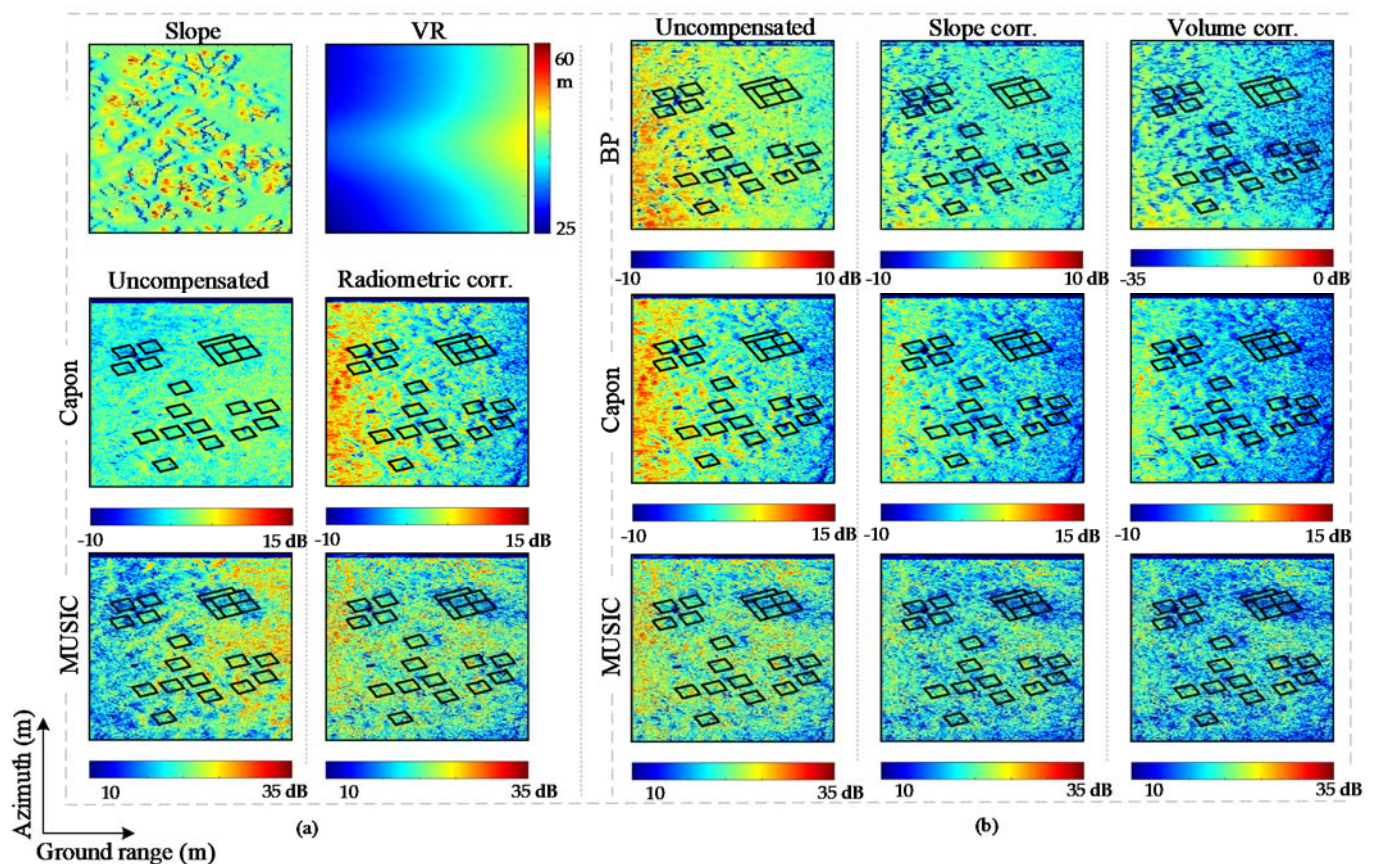 Slope VR Uncompensated Slope corr. Volume corr.
60
m
25
BP
-10 10 dB -10 10 dB -35 0 dB
Uncompensated Radiometric corr.
Capon Capon
-10 15 dB -10 15 dB -10 15 dB -10 15 dB -10 15 dB
MUSIC MUSIC
10 35 dB 10 35 dB 10 35 dB 10 35 dB 10 35 dB
Azimuth (m)
Ground range (m)
(a) (b)